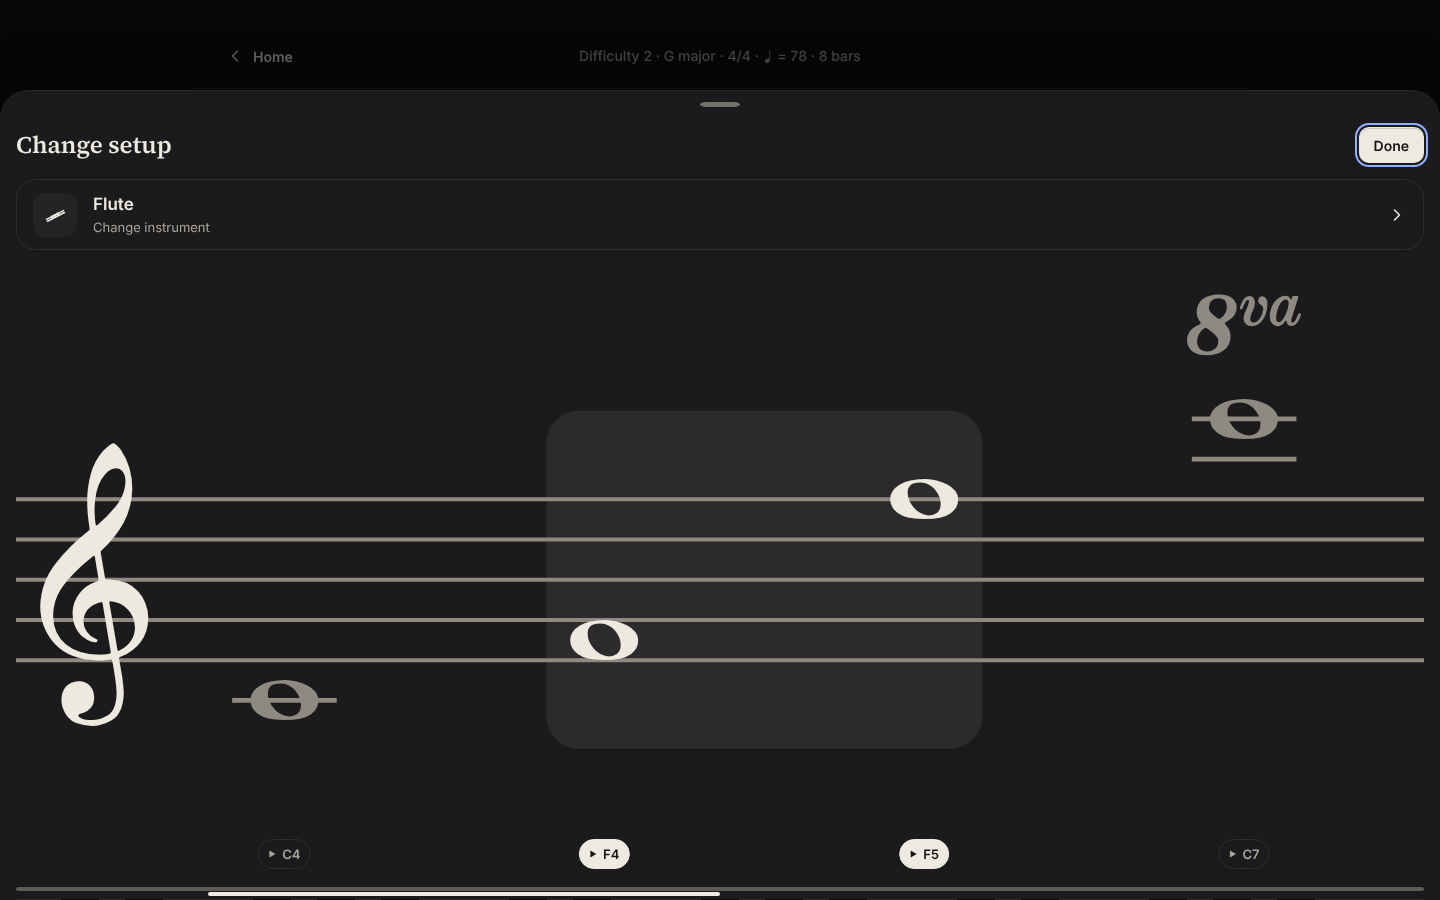 Home
Difficulty 2 · G major · 4/4 · ♩ = 78 · 8 bars
Change setup
Done
Flute
Change instrument
8va
C4
F4
F5
C7